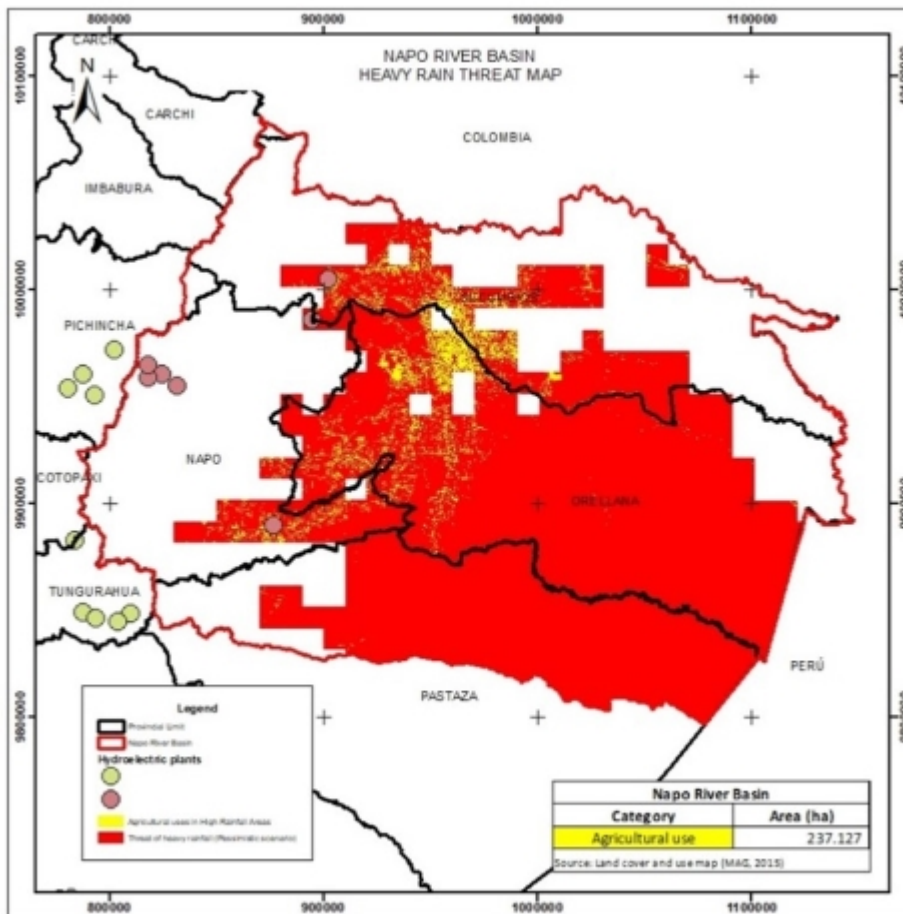 800000 900000 1000000 1100000
NAPO RIVER BASIN
HEAVY RAIN THREAT MAP
CARCHI
N
CARCHI
COLOMBIA
IMBABURA
PICHINCHA
NAPO
COTOPAXI
ORELLANA
TUNGURAHUA
PERÚ
PASTAZA
10100000
10000000
9900000
9800000
10100000
9900000
Legend
Provincial Limit
Napo River Basin
Hydroelectric plants
Agricultural uses in High Rainfall Areas
Threat of heavy rainfall (Pessimistic scenario)
Napo River Basin
Category Area (ha)
Agricultural use 237.127
Source: Land cover and use map (MAG, 2015)
800000 900000 1000000 1100000